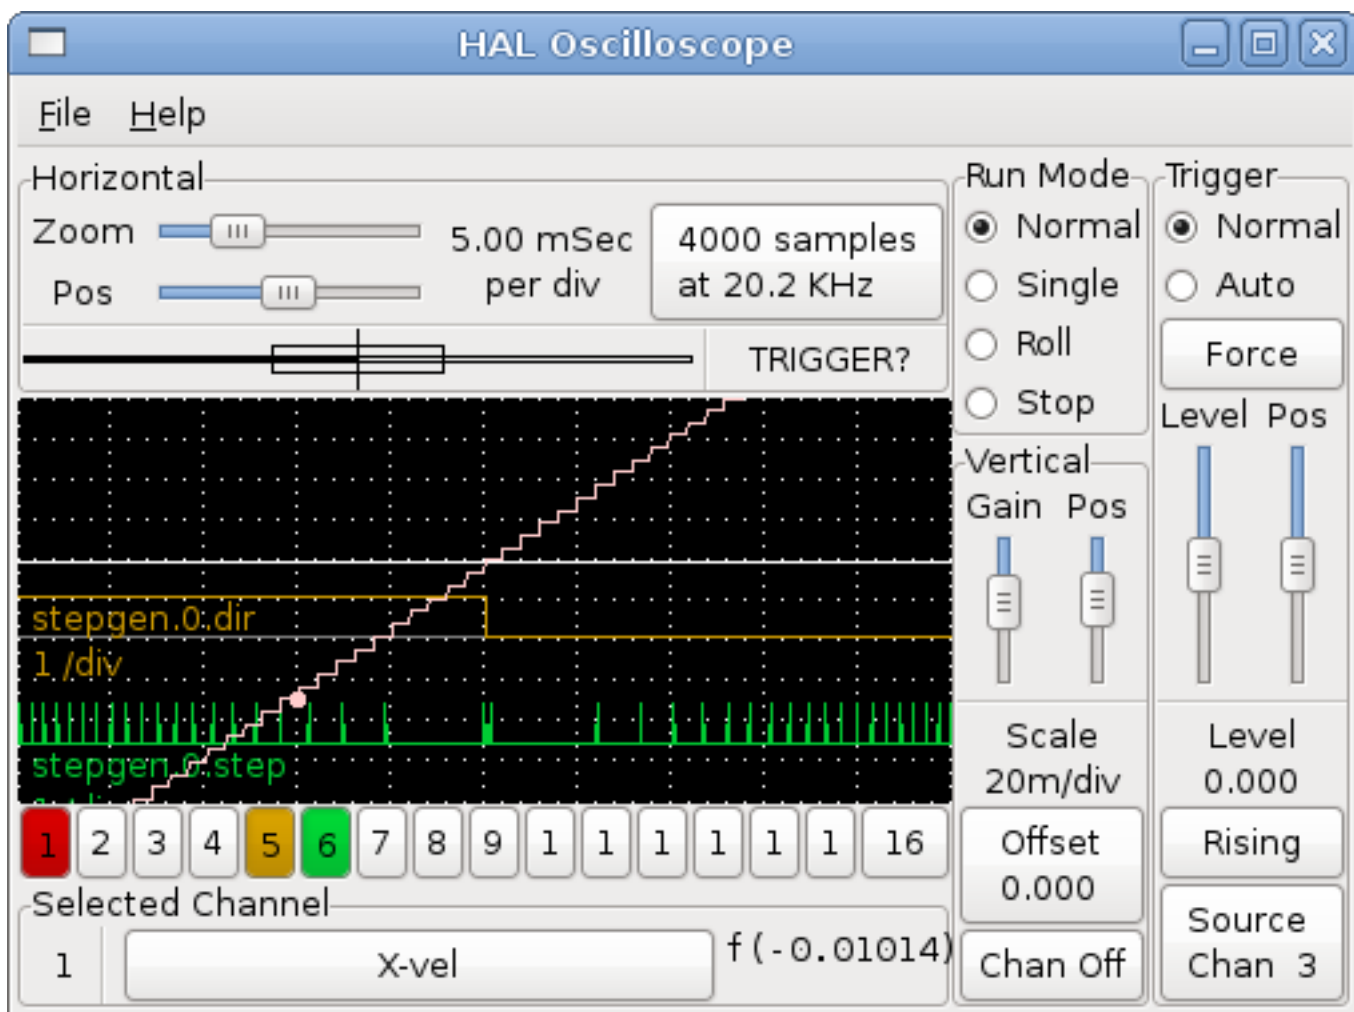 HAL Oscilloscope
File Help
Horizontal
Zoom
Pos
5.00 mSec
per div
4000 samples
at 20.2 KHz
TRIGGER?
Run Mode
Normal
Single
Roll
Stop
Trigger
Normal
Auto
Force
Level Pos
Vertical
Gain Pos
stepgen.0.dir
1 /div
stepgen.0.step
Scale
20m/div
Offset
0.000
Chan Off
Level
0.000
Rising
Source
Chan 3
1 2 3 4 5 6 7 8 9 1 1 1 1 1 1 16
Selected Channel
1
X-vel
f(-0.01014)